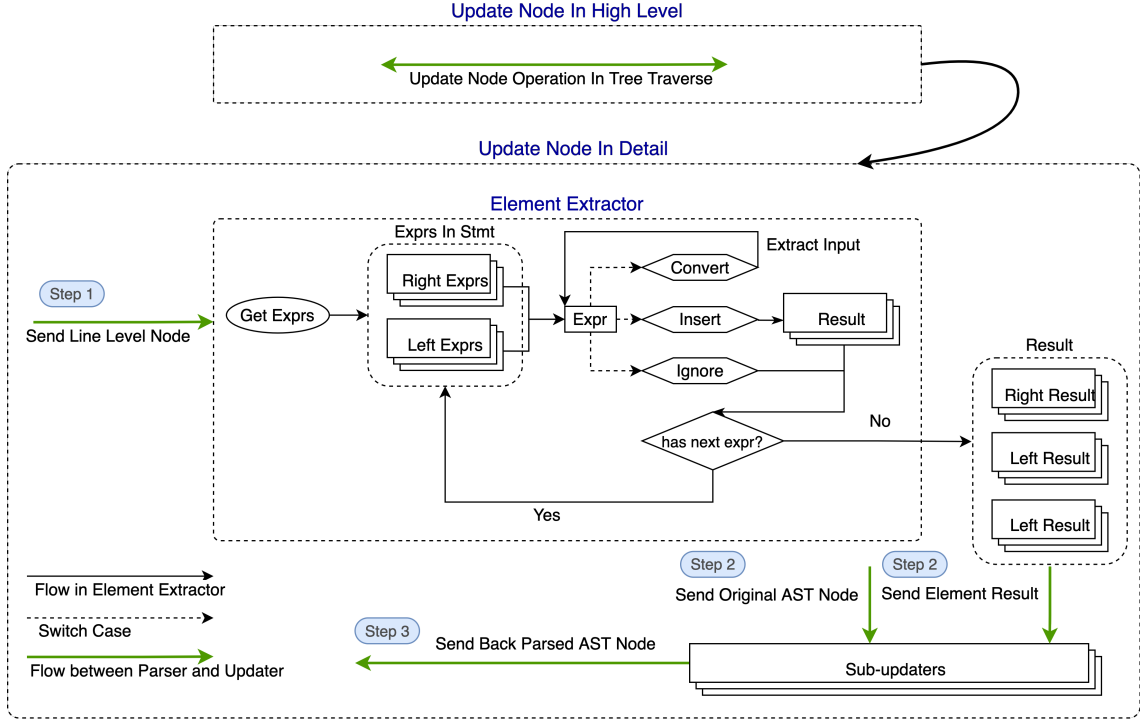 Update Node In High Level
Update Node Operation In Tree Traverse
Update Node In Detail
Element Extractor
Exprs In Stmt
Extract Input
Convert
Right Exprs
Step 1
Get Exprs
Expr
Insert
Result
Send Line Level Node
Left Exprs
Result
Ignore
Right Result
No
has next expr?
Left Result
Yes
Left Result
Step 2
Step 2
Flow in Element Extractor
Send Original AST Node
Send Element Result
Step 3
Switch Case
Send Back Parsed AST Node
Flow between Parser and Updater
Sub-updaters